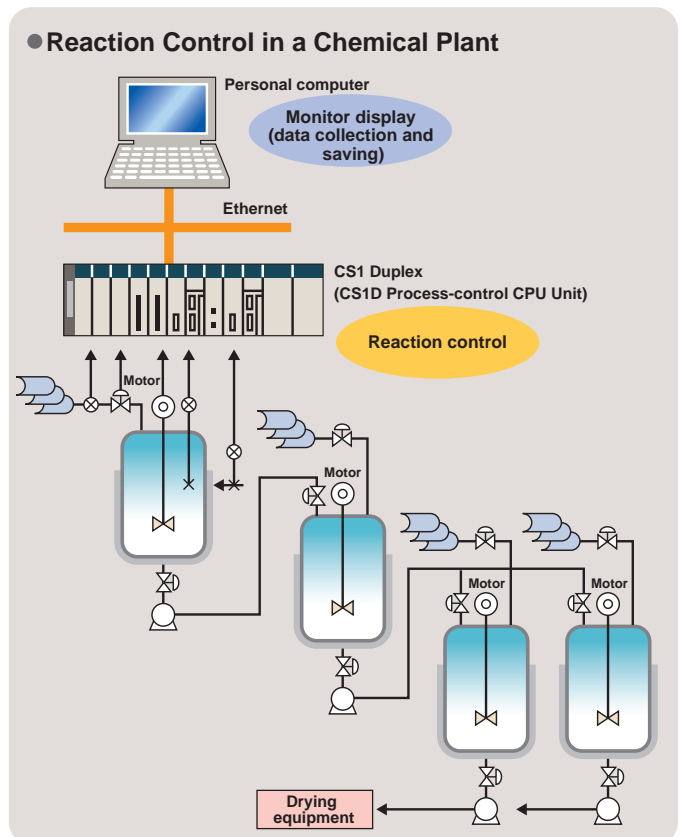 Reaction Control in a Chemical Plant
Personal computer
Monitor display
(data collection and
saving)
Ethernet
CS1 Duplex
(CS1D Process-control CPU Unit)
Reaction control
Motor
Motor
Motor
Motor
Drying
equipment